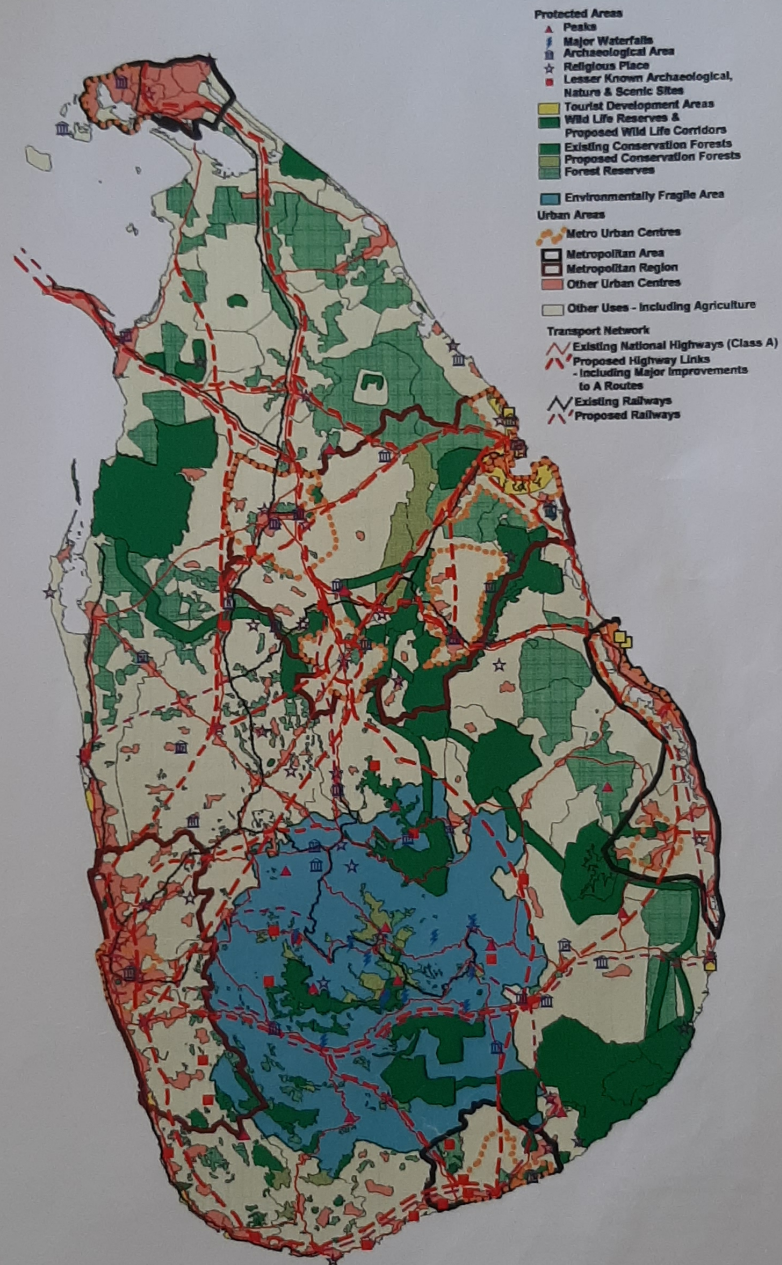 Protected Areas
Peaks
Major Waterfalls
Archaeological Area
Religious Place
Lesser Known Archaeological,
Nature & Scenic Sites
Tourist Development Areas
Wild Life Reserves &
Proposed Wild Life Corridors
Existing Conservation Forests
Proposed Conservation Forests
Forest Reserves
Environmentally Fragile Area
Urban Areas
Metro Urban Centres
Metropolitan Area
Metropolitan Region
Other Urban Centres
Other Uses - Including Agriculture
Transport Network
Existing National Highways (Class A)
Proposed Highway Links
- Including Major Improvements
to A Routes
Existing Railways
Proposed Railways